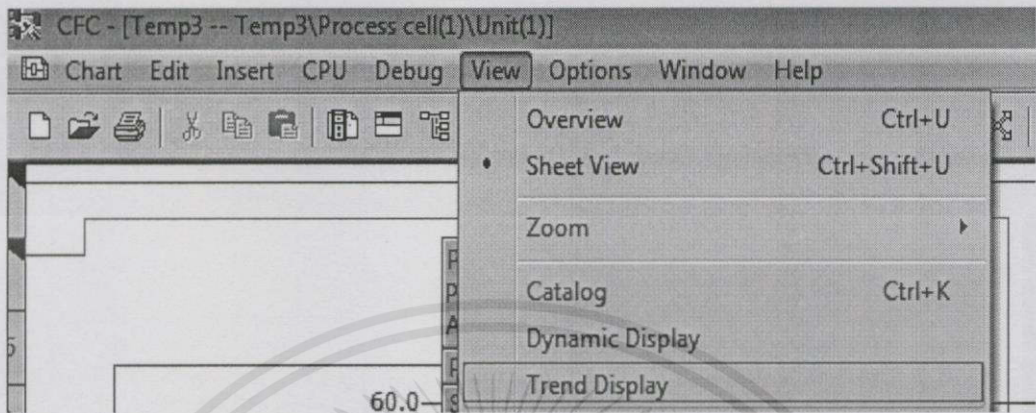 CFC - [Temp3 -- Temp3\Process cell(1)\Unit(1)]
Chart Edit Insert CPU Debug View Options Window Help
Overview Ctrl+U
Sheet View Ctrl+Shift+U
Zoom
Catalog Ctrl+K
Dynamic Display
Trend Display
60.0